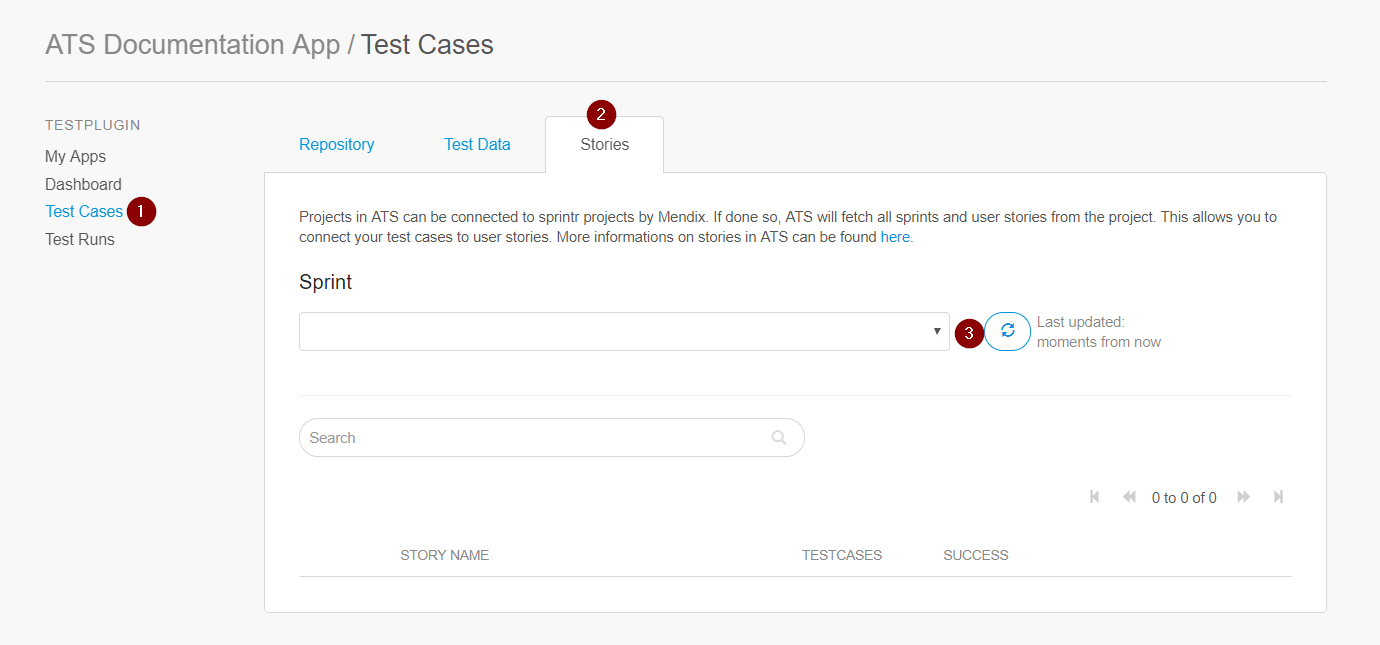 ATS Documentation App / Test Cases
TESTPLUGIN
My Apps
Dashboard
Test Cases 1
Test Runs
2
Repository Test Data Stories
Projects in ATS can be connected to sprintr projects by Mendix. If done so, ATS will fetch all sprints and user stories from the project. This allows you to
connect your test cases to user stories. More informations on stories in ATS can be found here.
Sprint
3
Last updated:
moments from now
Search
0 to 0 of 0
STORY NAME TESTCASES SUCCESS